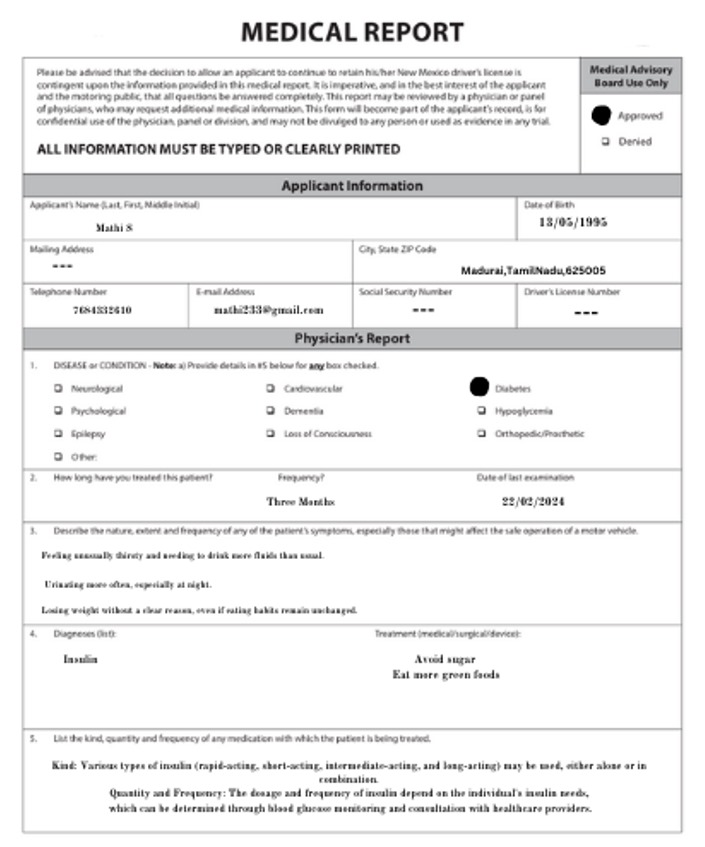 MEDICAL REPORT
Please be advised that the decision to allow an applicant to continue to retain his/her New Mexico driver's license is
contingent upon the information provided in this medical report. It is imperative, and in the best interest of the applicant
and the motoring public, that all questions be answered completely. This report may be reviewed by a physician or panel
of physicians, who may request additional medical information. This form will become part of the applicant's record, is for
confidential use of the physician, panel or division, and may not be divulged to any person or used as evidence in any trial.
ALL INFORMATION MUST BE TYPED OR CLEARLY PRINTED
Medical Advisory
Board Use Only
Approved
Denied
Applicant Information
Applicant's Name (Last, First, Middle Initial)
Mathi S
Date of Birth
13/05/1995
Mailing Address
---
City, State ZIP Code
Madurai,TamilNadu,625005
Telephone Number
7684332610
E-mail Address
mathi233@gmail.com
Social Security Number
---
Driver's License Number
---
Physician's Report
1. DISEASE or CONDITION - Note: a) Provide details in #5 below for any box checked.
Neurological Cardiovascular Diabetes
Psychological Dementia Hypoglycemia
Epilepsy Loss of Consciousness Orthopedic/Prosthetic
Other:
2. How long have you treated this patient? Frequency? Date of last examination
Three Months 22/02/2024
3. Describe the nature, extent and frequency of any of the patient's symptoms, especially those that might affect the safe operation of a motor vehicle.
Feeling unusually thirsty and needing to drink more fluids than usual.
Urinating more often, especially at night.
Losing weight without a clear reason, even if eating habits remain unchanged.
4. Diagnoses (list): Treatment (medical/surgical/device):
Insulin Avoid sugar
Eat more green foods
5. List the kind, quantity and frequency of any medication with which the patient is being treated.
Kind: Various types of insulin (rapid-acting, short-acting, intermediate-acting, and long-acting) may be used, either alone or in
combination.
Quantity and Frequency: The dosage and frequency of insulin depend on the individual's insulin needs,
which can be determined through blood glucose monitoring and consultation with healthcare providers.